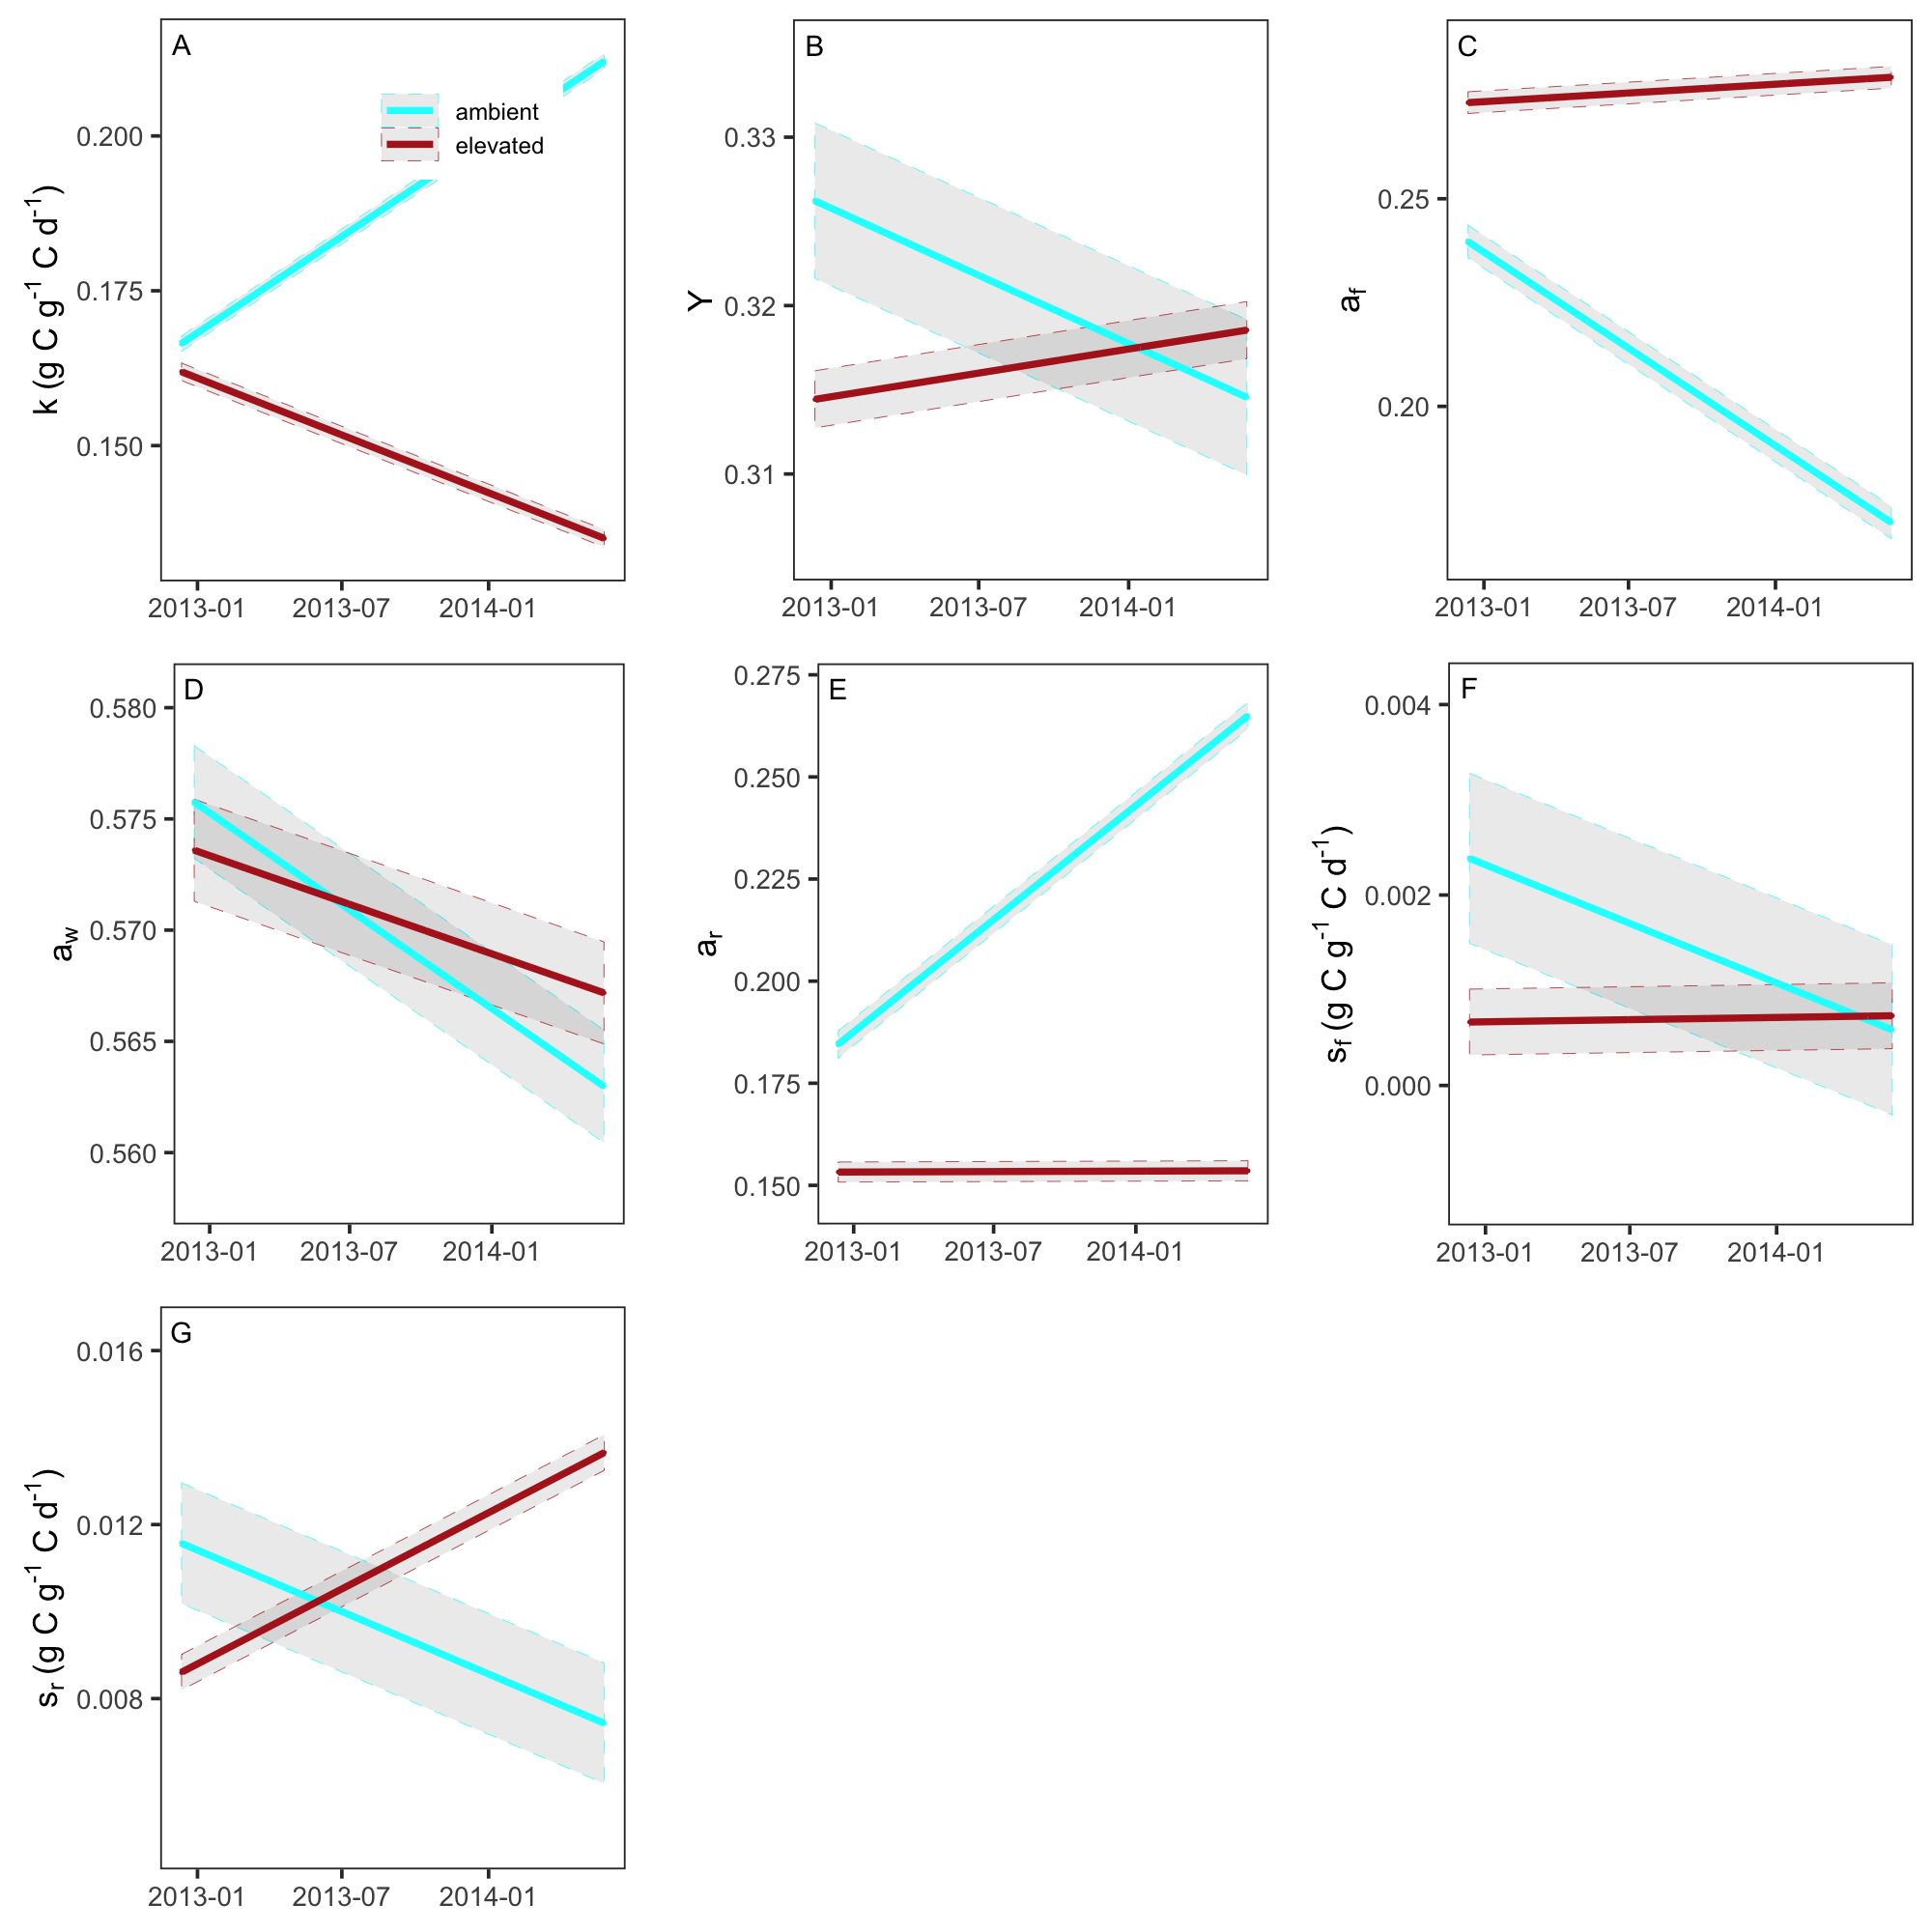 A
ambient
elevated
k (g C g⁻¹ C d⁻¹)
0.200
0.175
0.150
2013-01 2013-07 2014-01
B
Y
0.33
0.32
0.31
2013-01 2013-07 2014-01
C
a_f
0.25
0.20
2013-01 2013-07 2014-01
D
a_w
0.580
0.575
0.570
0.565
0.560
2013-01 2013-07 2014-01
E
a_r
0.275
0.250
0.225
0.200
0.175
0.150
2013-01 2013-07 2014-01
F
s_f (g C g⁻¹ C d⁻¹)
0.004
0.002
0.000
2013-01 2013-07 2014-01
G
s_r (g C g⁻¹ C d⁻¹)
0.016
0.012
0.008
2013-01 2013-07 2014-01